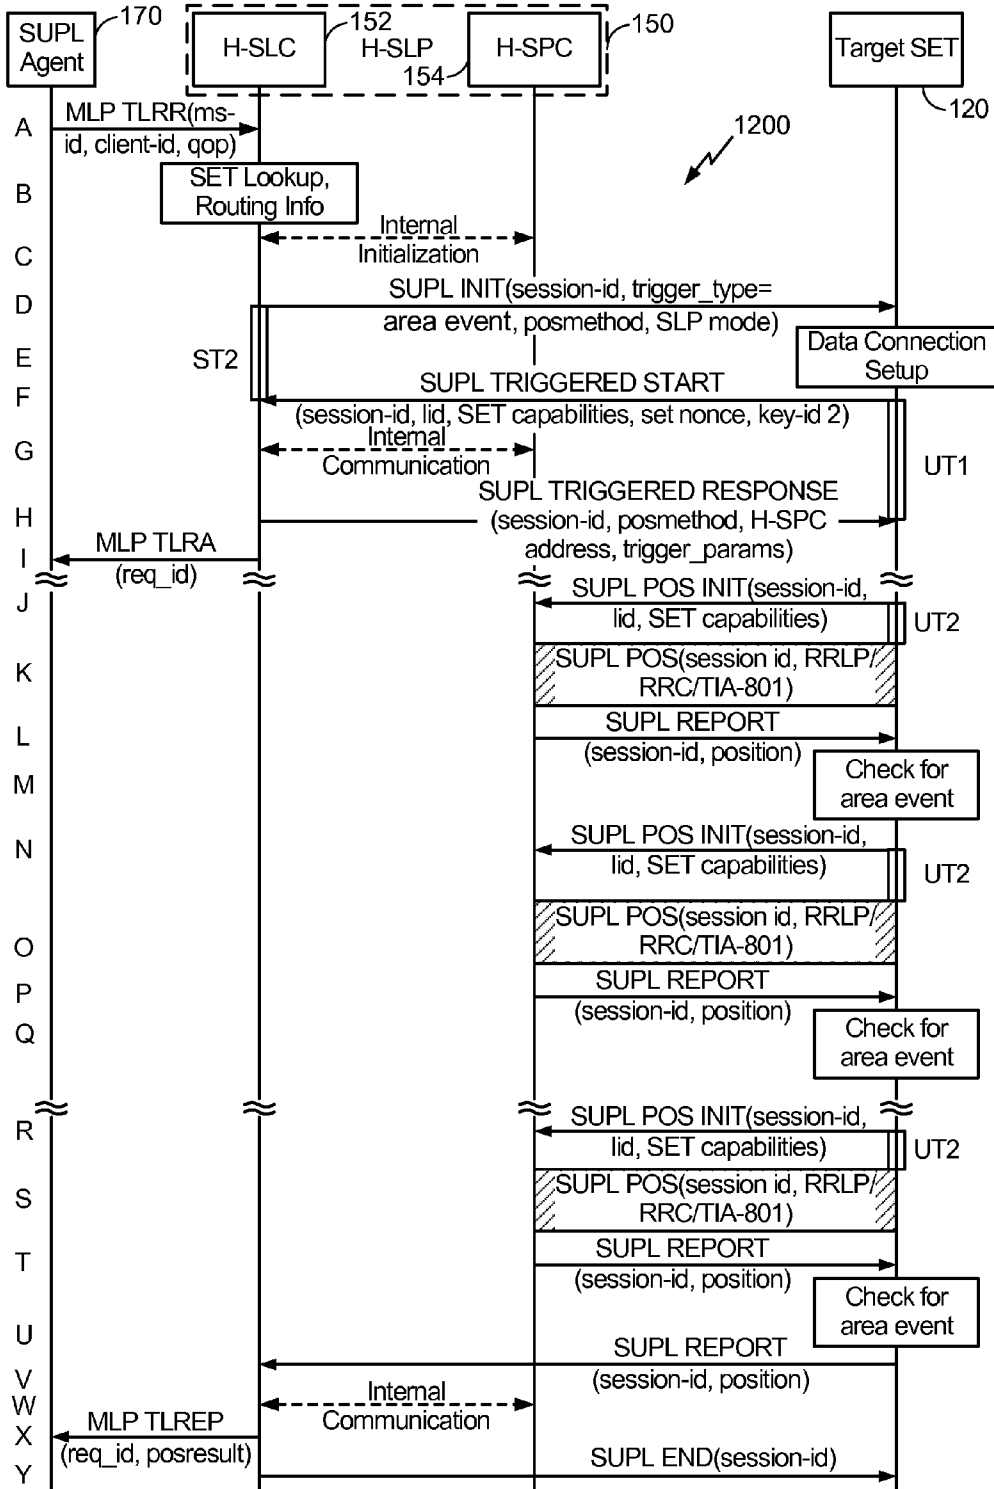 SUPL
Agent
170
H-SLC
152
H-SLP
154
H-SPC
150
Target SET
120
1200
A
MLP TLRR(ms-
id, client-id, qop)
B
SET Lookup,
Routing Info
C
Internal
Initialization
D
SUPL INIT(session-id, trigger_type=
area event, posmethod, SLP mode)
E
ST2
Data Connection
Setup
F
SUPL TRIGGERED START
(session-id, lid, SET capabilities, set nonce, key-id 2)
G
Internal
Communication
UT1
H
SUPL TRIGGERED RESPONSE
(session-id, posmethod, H-SPC
address, trigger_params)
I
MLP TLRA
(req_id)
J
SUPL POS INIT(session-id,
lid, SET capabilities)
UT2
K
SUPL POS(session id, RRLP/
RRC/TIA-801)
L
SUPL REPORT
(session-id, position)
M
Check for
area event
N
SUPL POS INIT(session-id,
lid, SET capabilities)
UT2
O
SUPL POS(session id, RRLP/
RRC/TIA-801)
P
SUPL REPORT
(session-id, position)
Q
Check for
area event
R
SUPL POS INIT(session-id,
lid, SET capabilities)
UT2
S
SUPL POS(session id, RRLP/
RRC/TIA-801)
T
SUPL REPORT
(session-id, position)
U
Check for
area event
V
SUPL REPORT
(session-id, position)
W
Internal
Communication
X
MLP TLREP
(req_id, posresult)
Y
SUPL END(session-id)